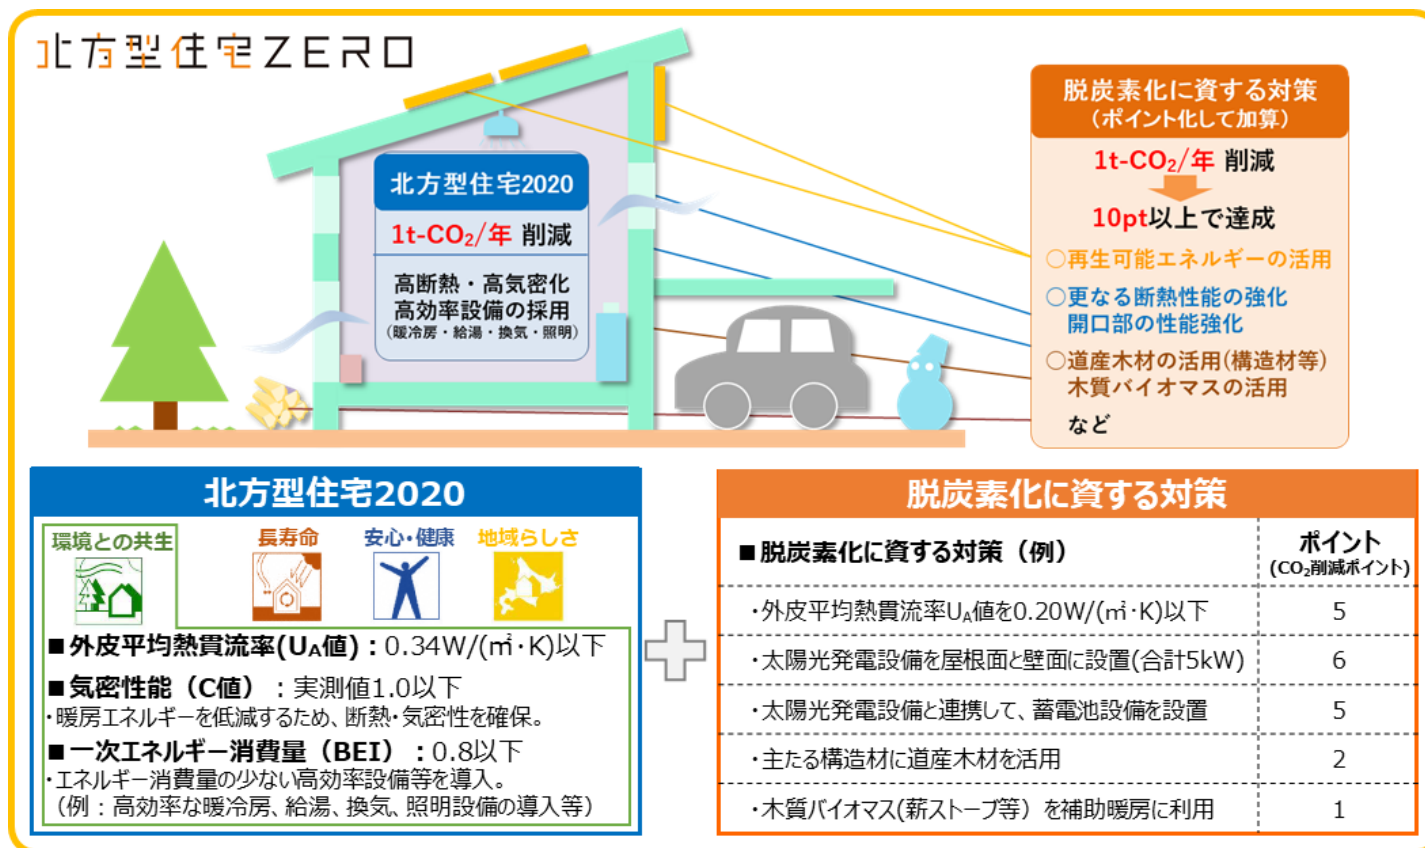 北方型住宅ZERO
北方型住宅2020
1t-CO₂/年 削減
高断熱・高気密化
高効率設備の採用
(暖冷房・給湯・換気・照明)
脱炭素化に資する対策
(ポイント化して加算)
1t-CO₂/年 削減
10pt以上で達成
○再生可能エネルギーの活用
○更なる断熱性能の強化
開口部の性能強化
○道産木材の活用(構造材等)
木質バイオマスの活用
など
北方型住宅2020
環境との共生
長寿命
安心・健康
地域らしさ
■外皮平均熱貫流率(UA値)：0.34W/(㎡・K)以下
■気密性能（C値）：実測値1.0以下
・暖房エネルギーを低減するため、断熱・気密性を確保。
■一次エネルギー消費量（BEI）：0.8以下
・エネルギー消費量の少ない高効率設備等を導入。
（例：高効率な暖冷房、給湯、換気、照明設備の導入等）
脱炭素化に資する対策
■脱炭素化に資する対策（例） ポイント
(CO₂削減ポイント)
・外皮平均熱貫流率UA値を0.20W/(㎡・K)以下 5
・太陽光発電設備を屋根面と壁面に設置(合計5kW) 6
・太陽光発電設備と連携して、蓄電池設備を設置 5
・主たる構造材に道産木材を活用 2
・木質バイオマス(薪ストーブ等）を補助暖房に利用 1